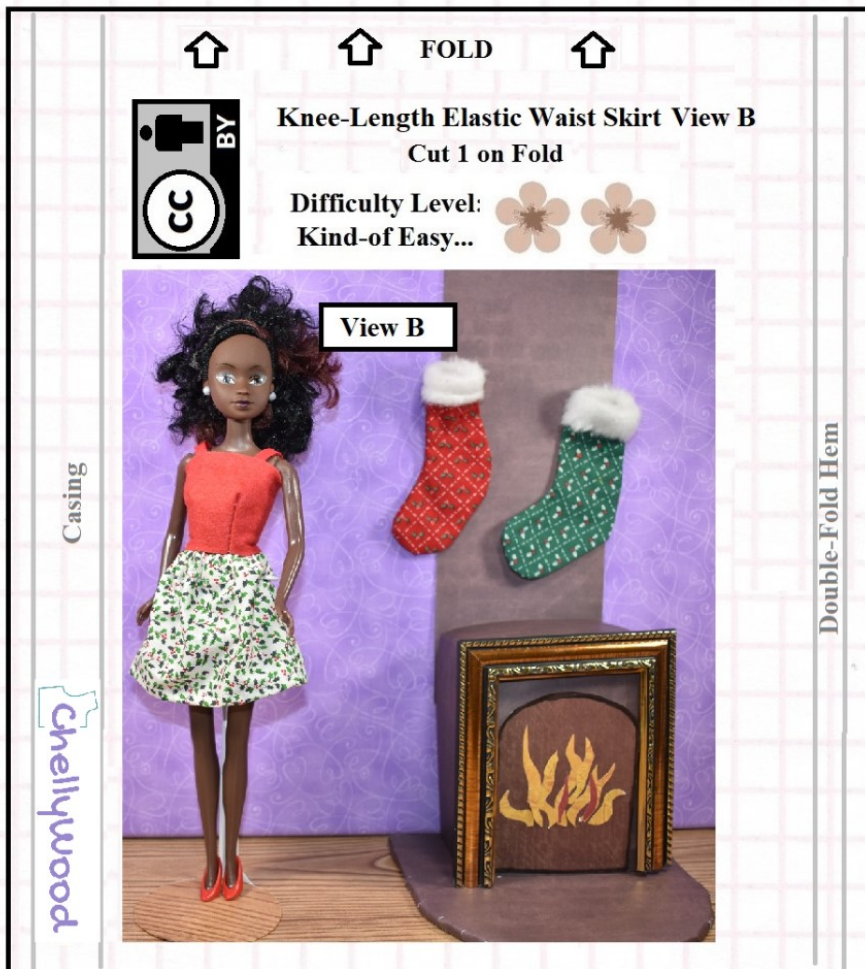 FOLD
BY
CC
Knee-Length Elastic Waist Skirt View B
Cut 1 on Fold
Difficulty Level:
Kind-of Easy...
View B
Casing
Double-Fold Hem
Chellywood